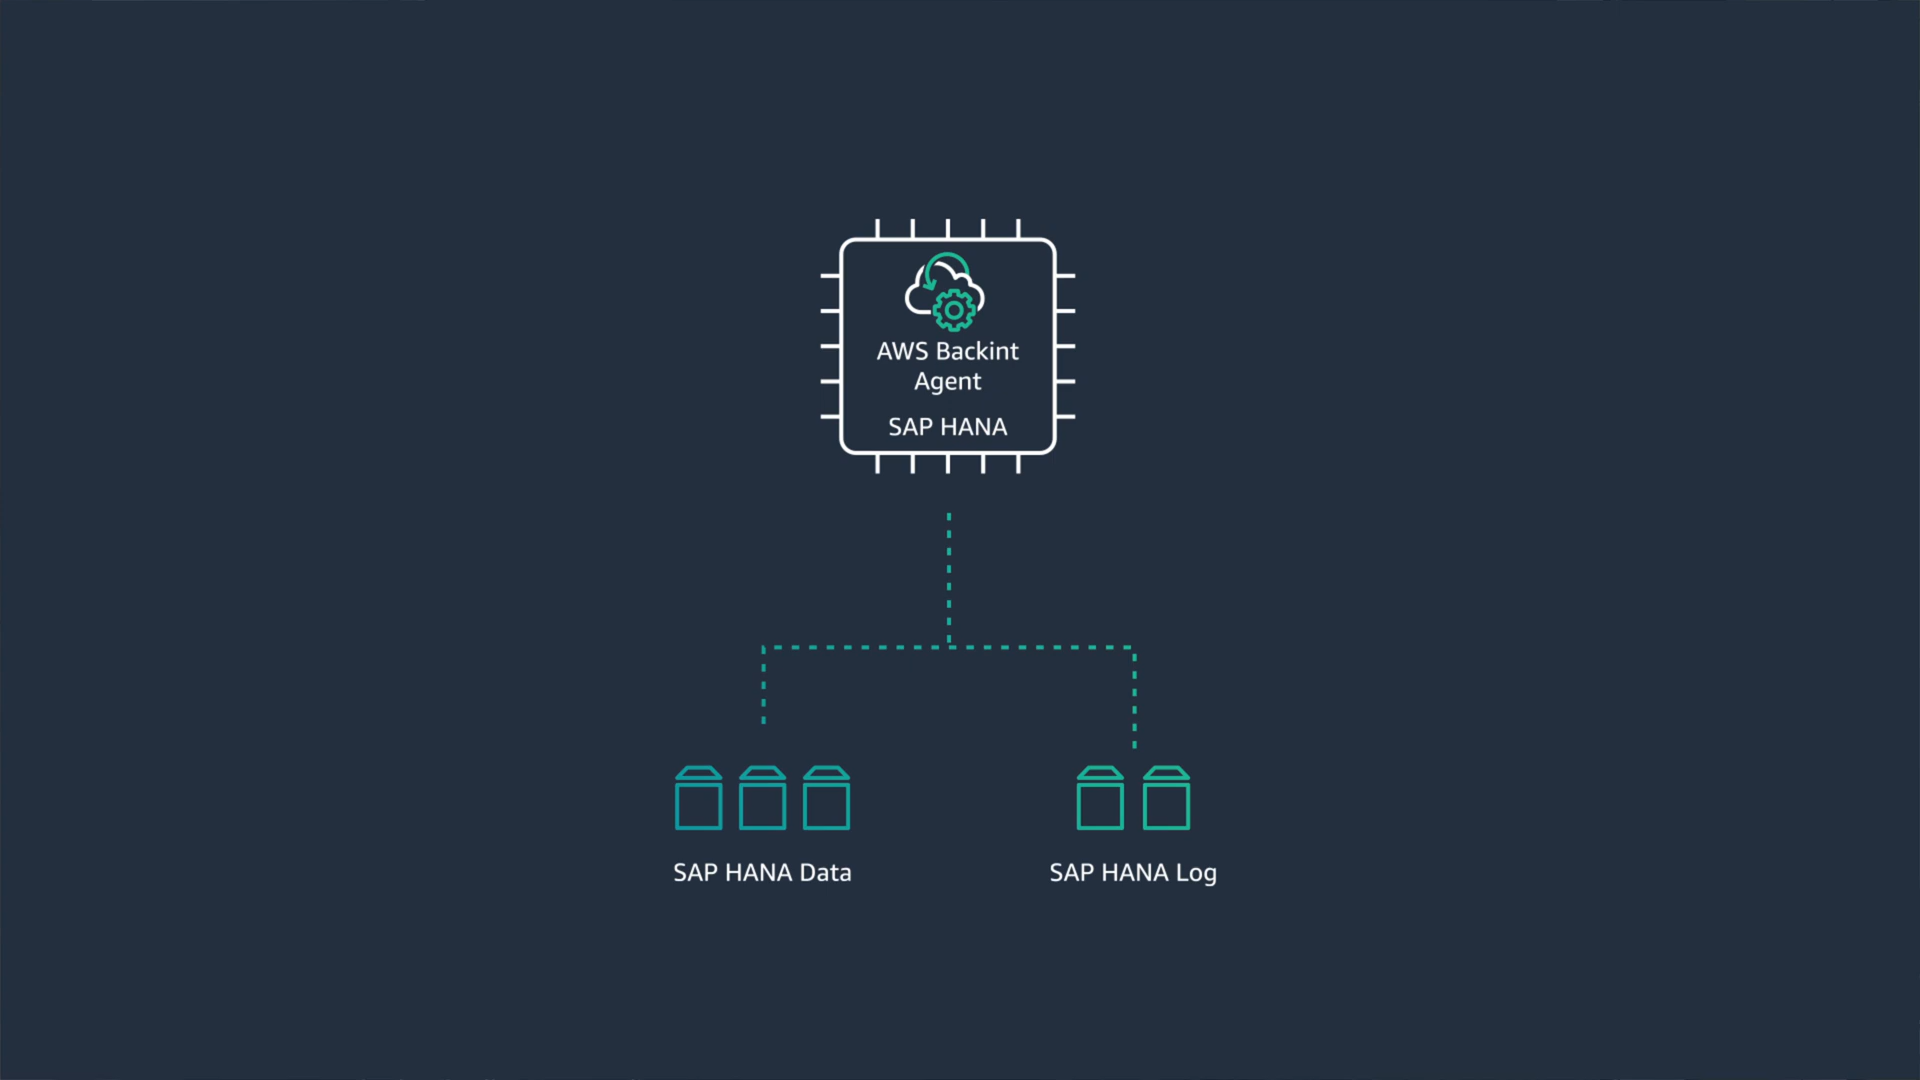 AWS Backint
Agent
SAP HANA
SAP HANA Data
SAP HANA Log